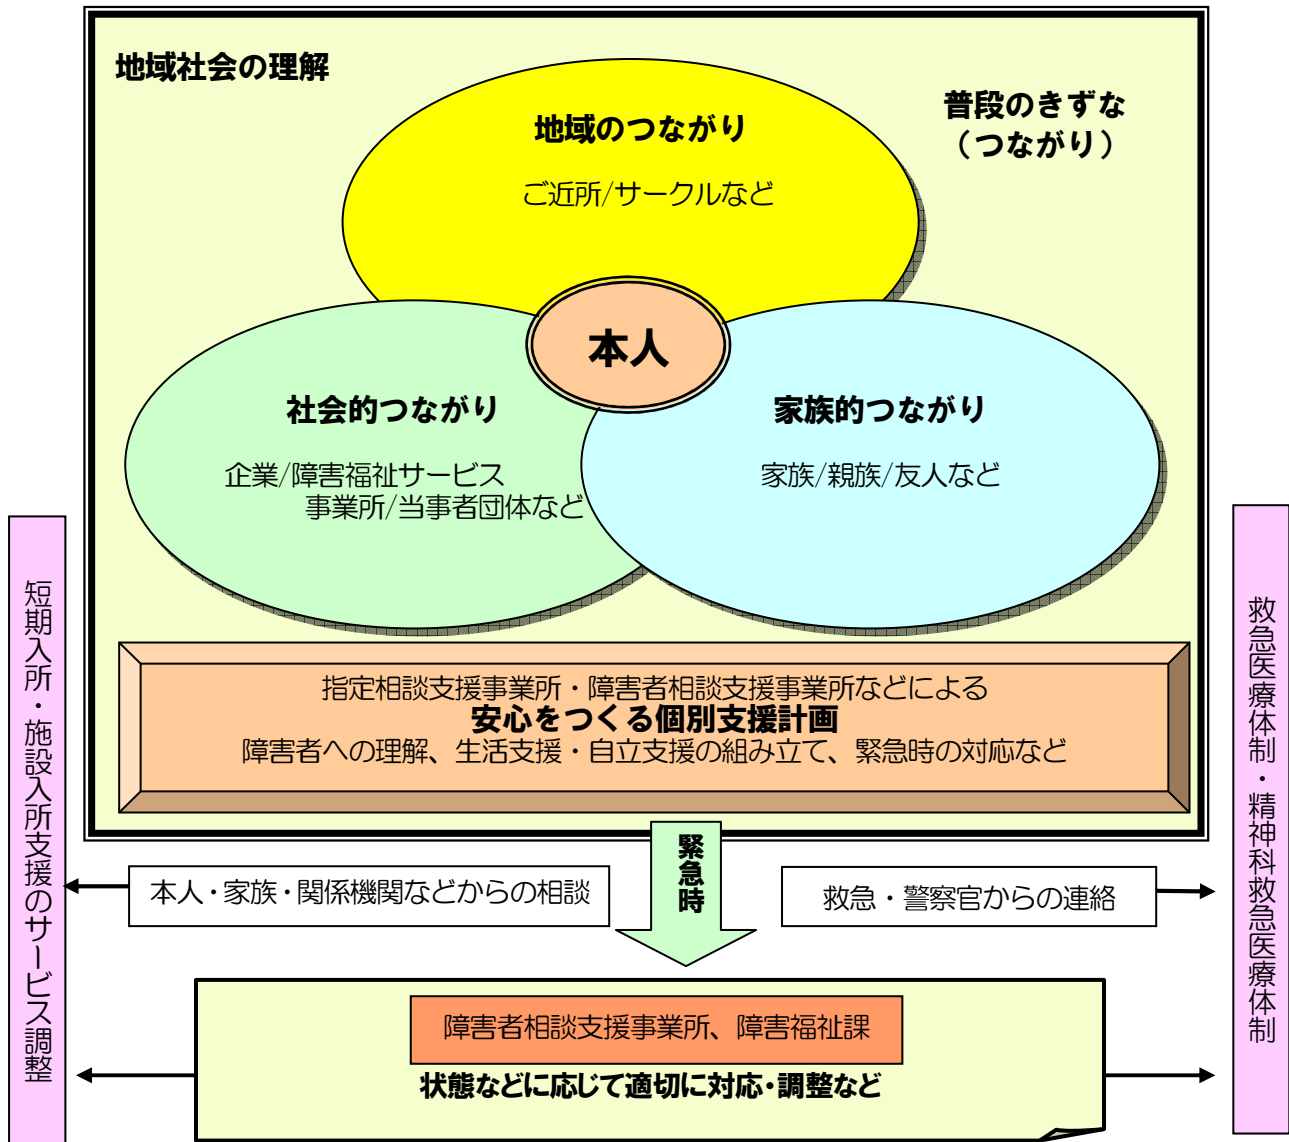 地域社会の理解
普段のきずな
（つながり）
地域のつながり
ご近所/サークルなど
本人
社会的つながり
企業/障害福祉サービス
事業所/当事者団体など
家族的つながり
家族/親族/友人など
指定相談支援事業所・障害者相談支援事業所などによる
安心をつくる個別支援計画
障害者への理解、生活支援・自立支援の組み立て、緊急時の対応など
短期入所・施設入所支援のサービス調整
救急医療体制・精神科救急医療体制
緊急時
本人・家族・関係機関などからの相談
救急・警察官からの連絡
障害者相談支援事業所、障害福祉課
状態などに応じて適切に対応・調整など